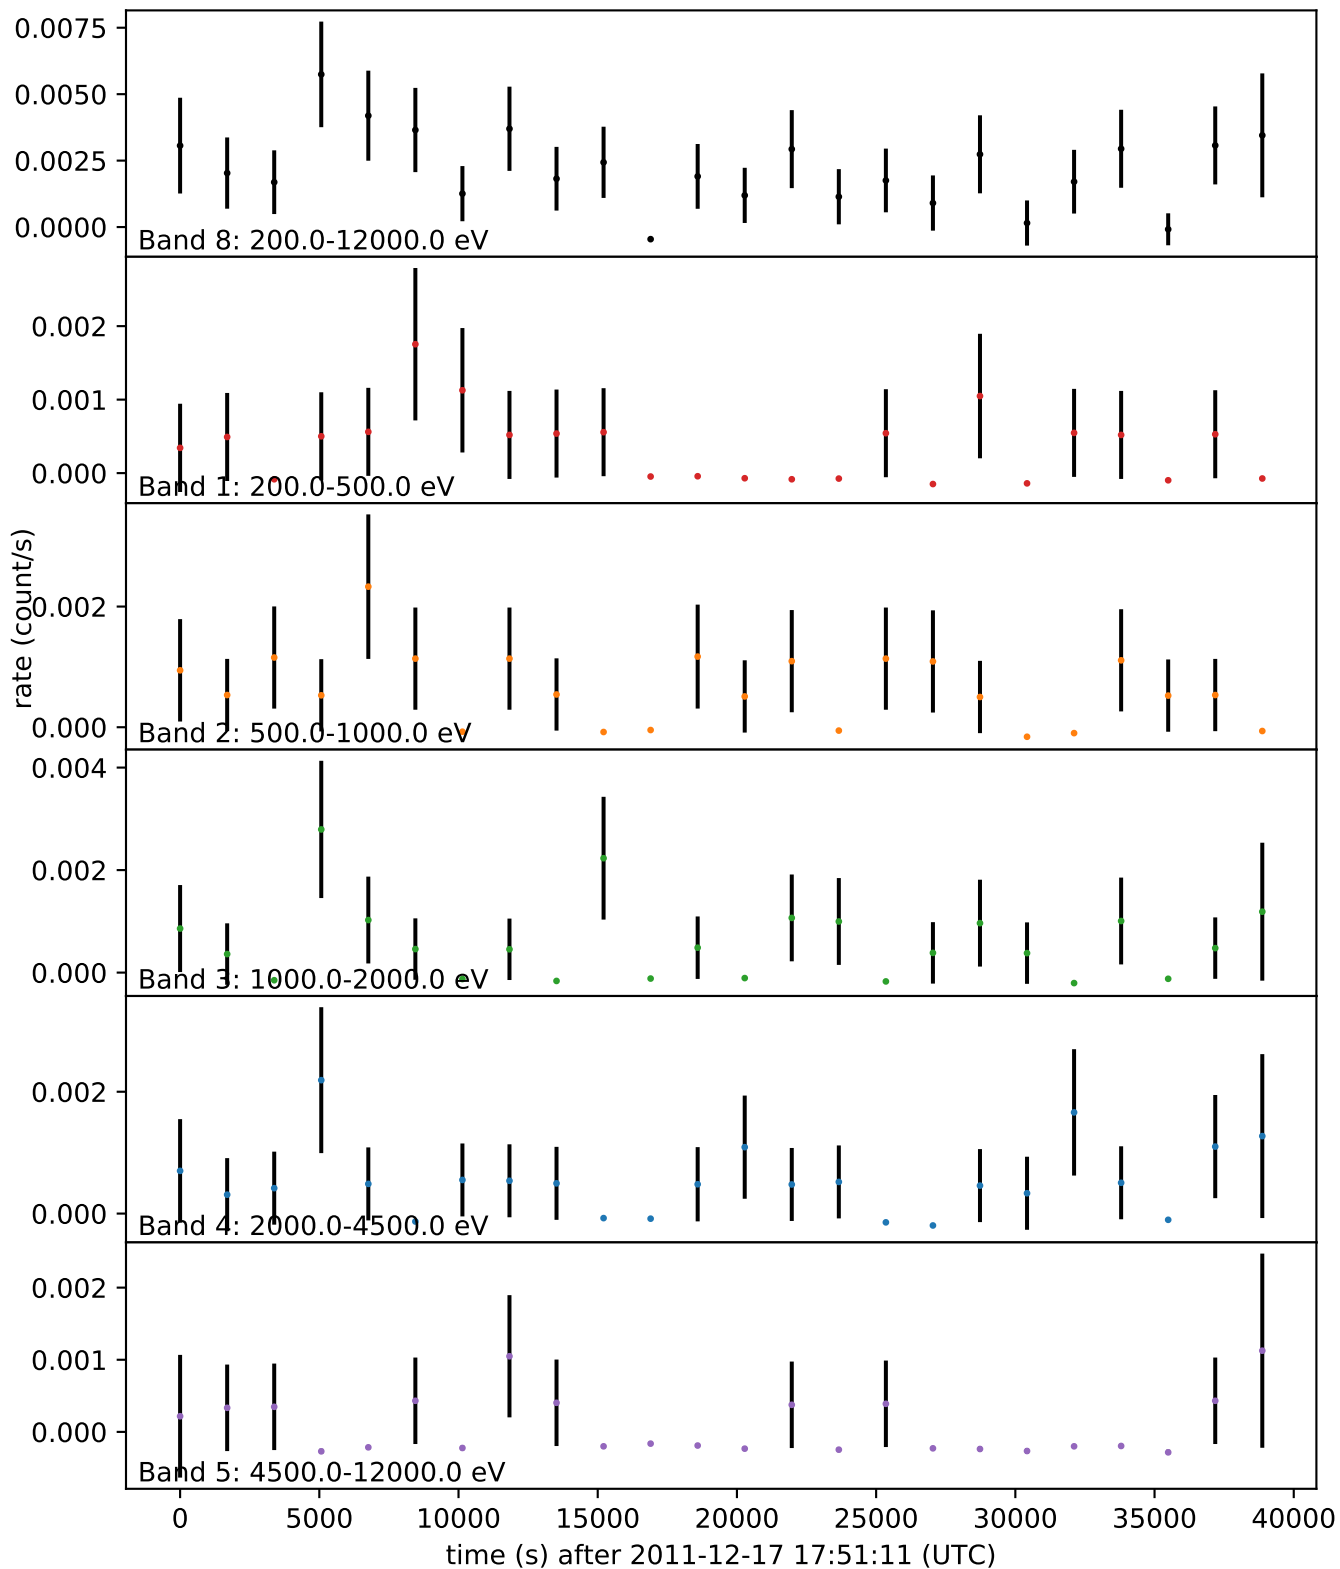 0.0075
0.0050
0.0025
0.0000
Band 8: 200.0-12000.0 eV
0.002
0.001
0.000
Band 1: 200.0-500.0 eV
rate (count/s)
0.002
0.000
Band 2: 500.0-1000.0 eV
0.004
0.002
0.000
Band 3: 1000.0-2000.0 eV
0.002
0.000
Band 4: 2000.0-4500.0 eV
0.002
0.001
0.000
Band 5: 4500.0-12000.0 eV
0 5000 10000 15000 20000 25000 30000 35000 40000
time (s) after 2011-12-17 17:51:11 (UTC)